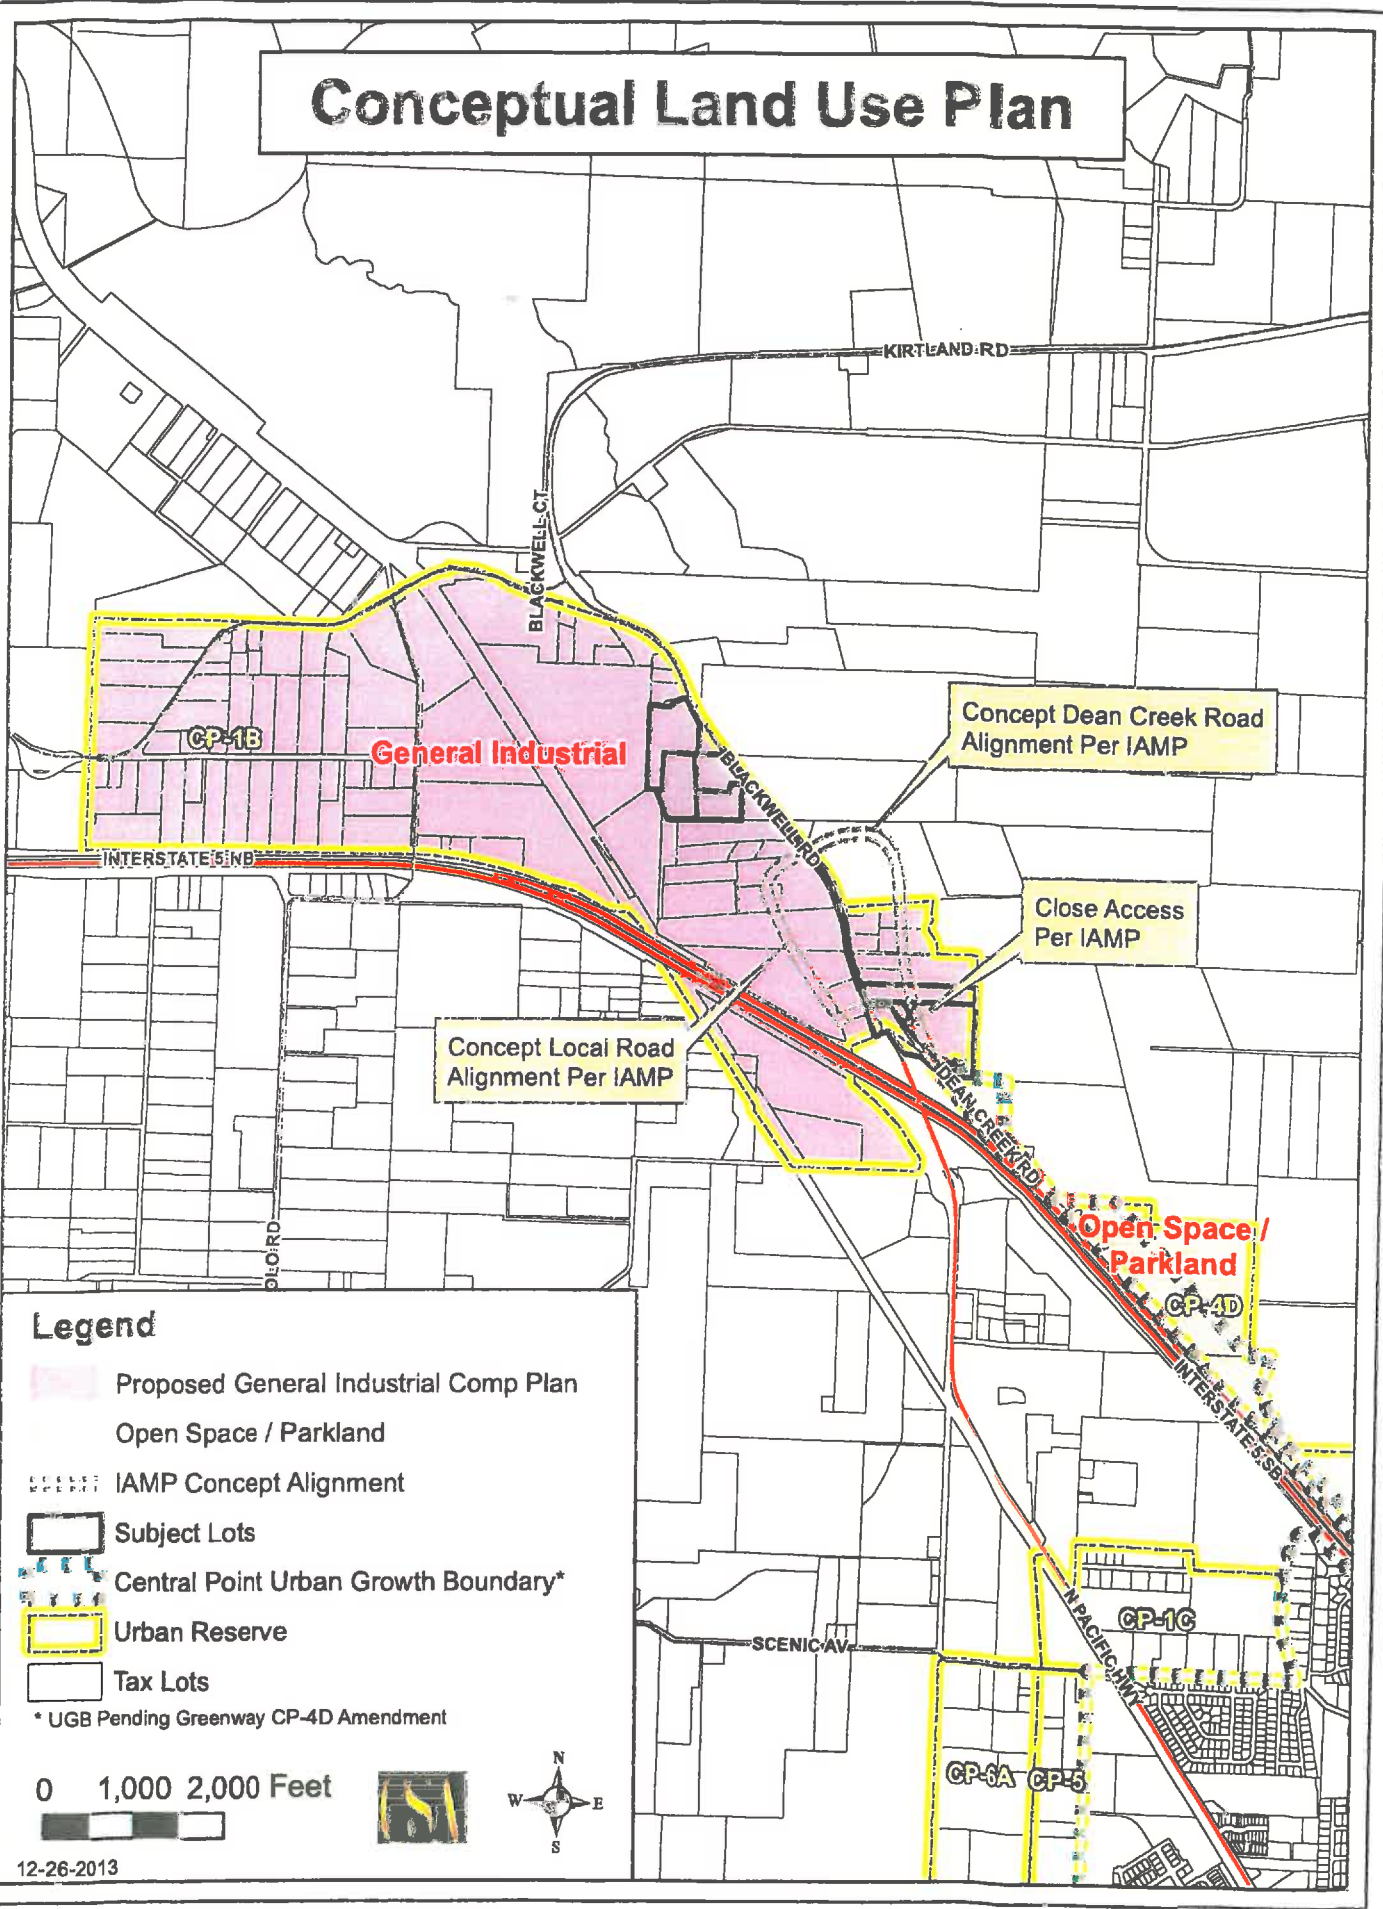 Conceptual Land Use Plan
KIRTLAND RD
BLACKWELL CT
Concept Dean Creek Road
Alignment Per IAMP
CP-1B
General Industrial
BLACKWELL RD
INTERSTATE 5 NB
Close Access
Per IAMP
Concept Local Road
Alignment Per IAMP
DEAN CREEK RD
Open Space /
Parkland
CP-4D
OLO RD
INTERSTATE 5 SB
Legend
Proposed General Industrial Comp Plan
Open Space / Parkland
IAMP Concept Alignment
Subject Lots
Central Point Urban Growth Boundary*
Urban Reserve
Tax Lots
* UGB Pending Greenway CP-4D Amendment
N PACIFIC HWY
CP-1C
SCENIC AV
CP-6A
CP-5
0 1,000 2,000 Feet
N
W E
S
12-26-2013